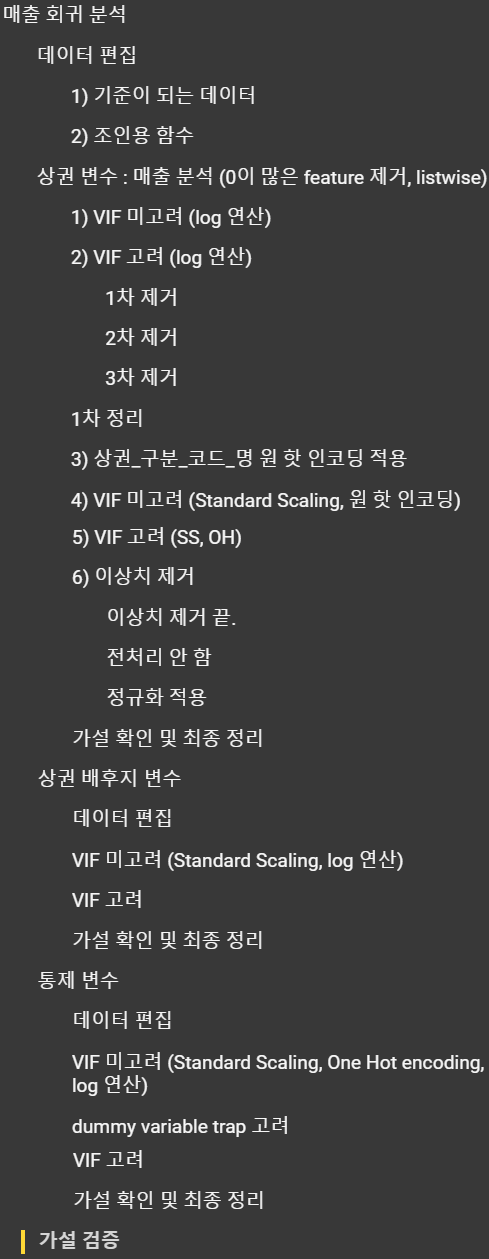 매출 회귀 분석
데이터 편집
1) 기준이 되는 데이터
2) 조인용 함수
상권 변수 : 매출 분석 (0이 많은 feature 제거, listwise)
1) VIF 미고려 (log 연산)
2) VIF 고려 (log 연산)
1차 제거
2차 제거
3차 제거
1차 정리
3) 상권_구분_코드_명 원 핫 인코딩 적용
4) VIF 미고려 (Standard Scaling, 원 핫 인코딩)
5) VIF 고려 (SS, OH)
6) 이상치 제거
이상치 제거 끝.
전처리 안 함
정규화 적용
가설 확인 및 최종 정리
상권 배후지 변수
데이터 편집
VIF 미고려 (Standard Scaling, log 연산)
VIF 고려
가설 확인 및 최종 정리
통제 변수
데이터 편집
VIF 미고려 (Standard Scaling, One Hot encoding,
log 연산)
dummy variable trap 고려
VIF 고려
가설 확인 및 최종 정리
가설 검증